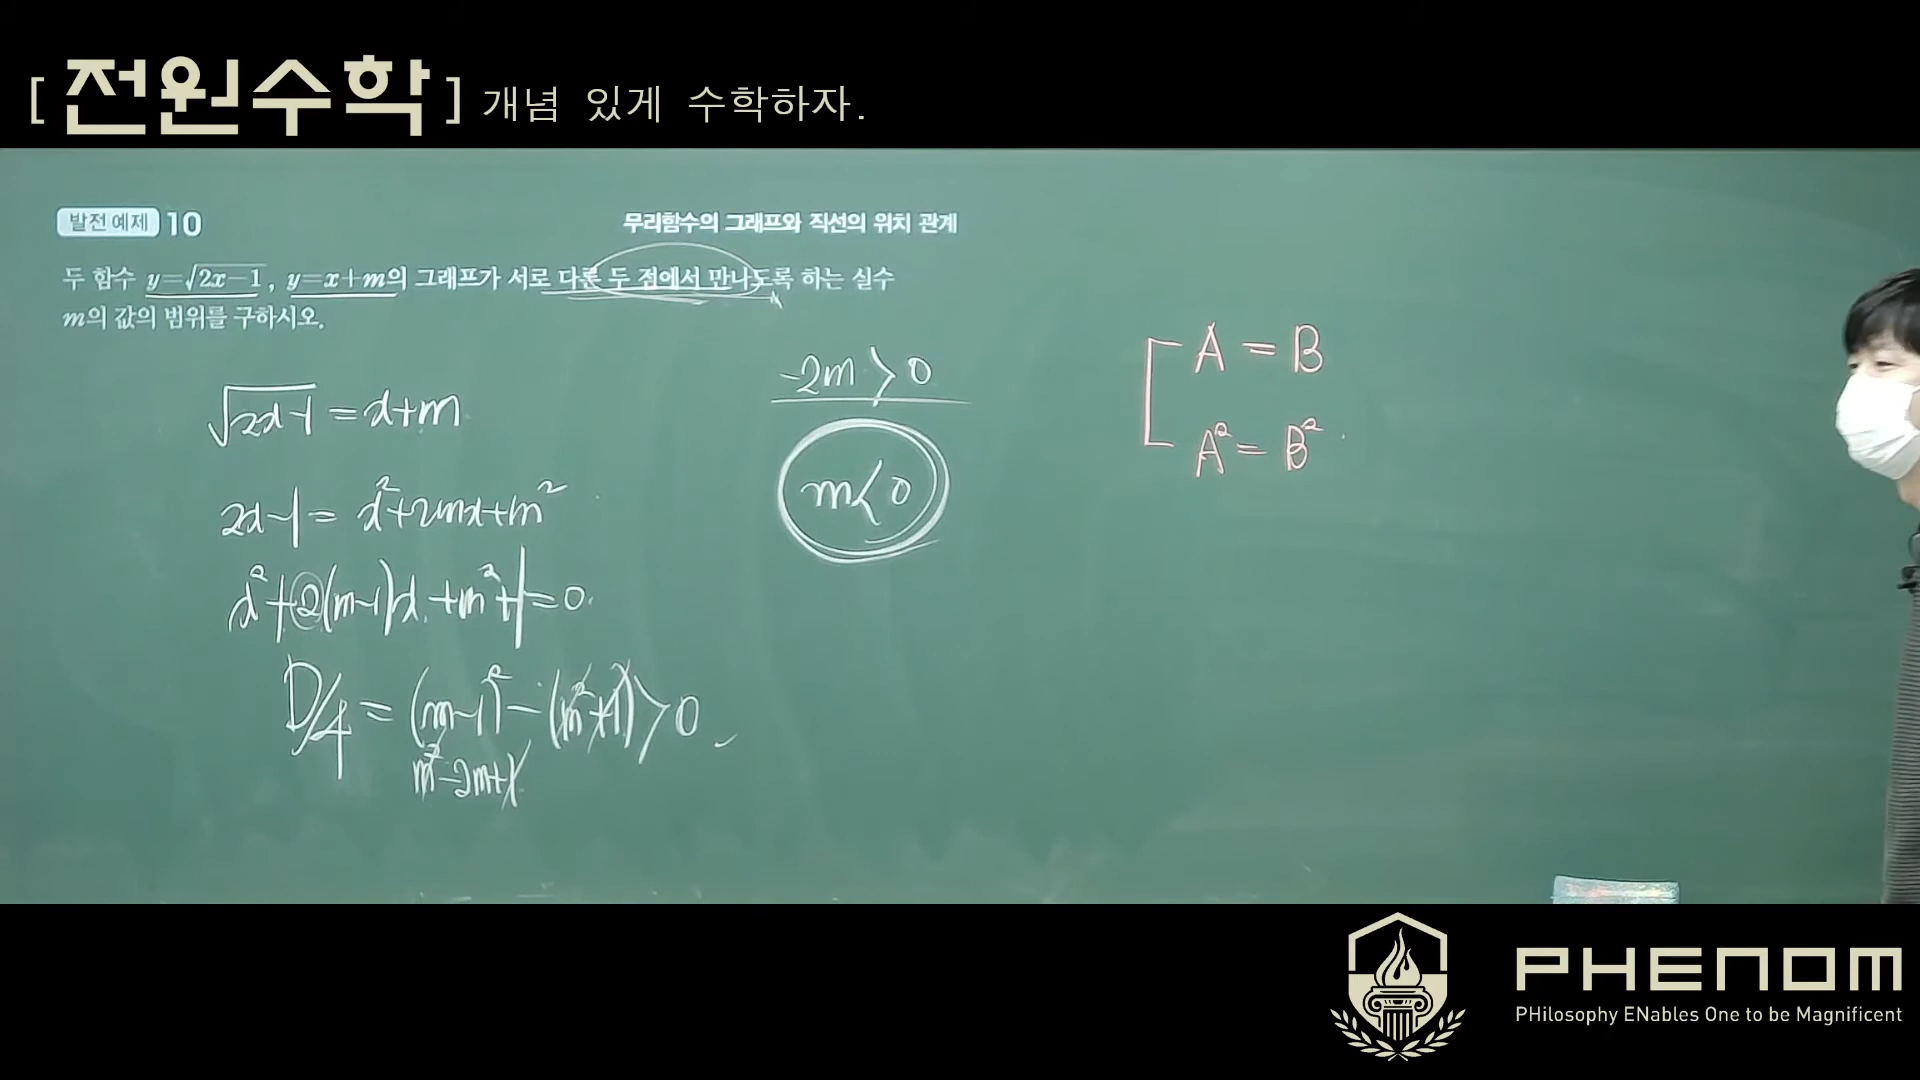 [전원수학] 개념 있게 수학하자.
발전 예제 10
무리함수의 그래프와 직선의 위치 관계
두 함수 y=√2x-1, y=x+m의 그래프가 서로 다른 두 점에서 만나도록 하는 실수
m의 값의 범위를 구하시오.
√2x-1 = x+m
2x-1 = x²+2mx+m²
x²+2(m-1)x+m²+1=0.
D/4 = (m-1)²-(m²+1)>0
m²-2m+1
-2m > 0
m<0
A = B
A² = B²
PHENOM
PHilosophy ENables One to be Magnificent